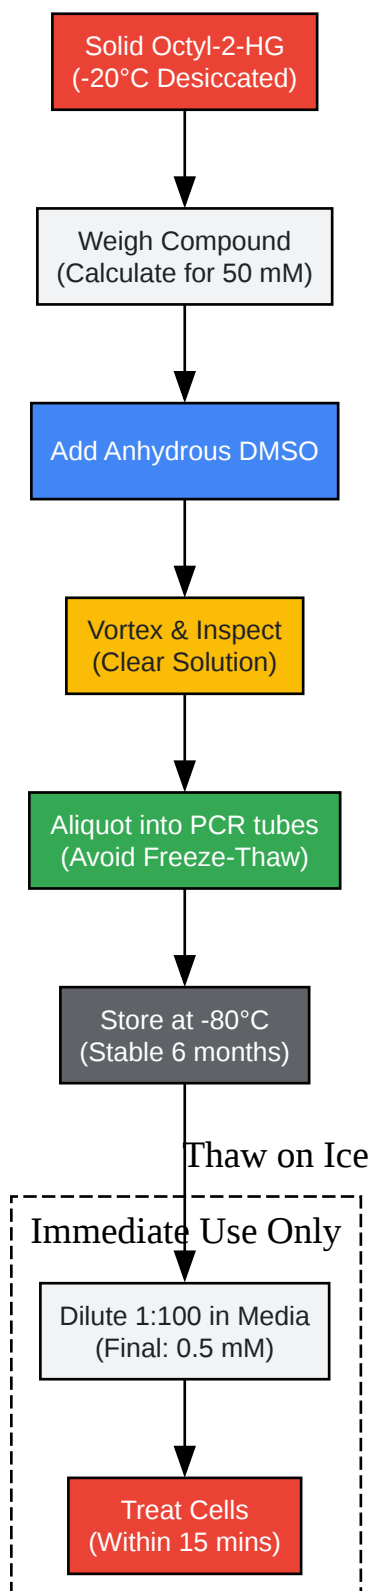 Solid Octyl-2-HG
(-20°C Desiccated)
Weigh Compound
(Calculate for 50 mM)
Add Anhydrous DMSO
Vortex & Inspect
(Clear Solution)
Aliquot into PCR tubes
(Avoid Freeze-Thaw)
Store at -80°C
(Stable 6 months)
Thaw on Ice
Immediate Use Only
Dilute 1:100 in Media
(Final: 0.5 mM)
Treat Cells
(Within 15 mins)